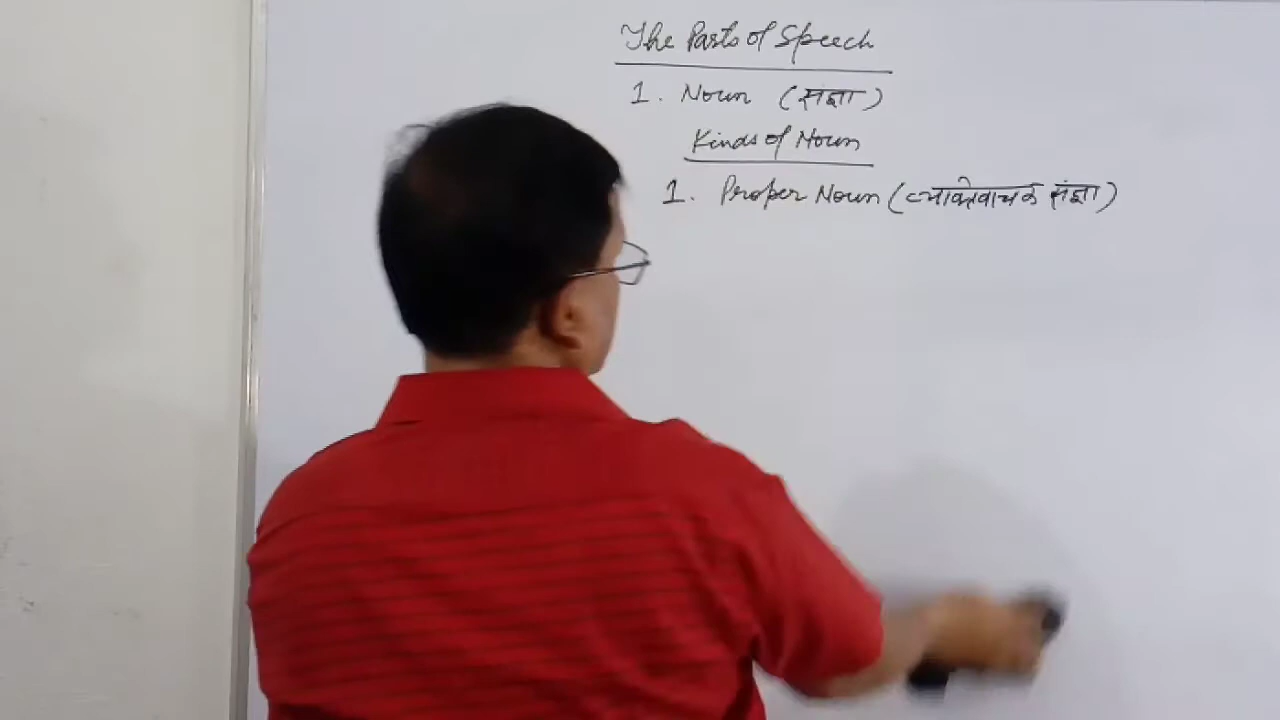 The Parts of Speech
1. Noun (संज्ञा)
Kinds of Noun
1. Proper Noun (व्यक्तिवाचक संज्ञा)